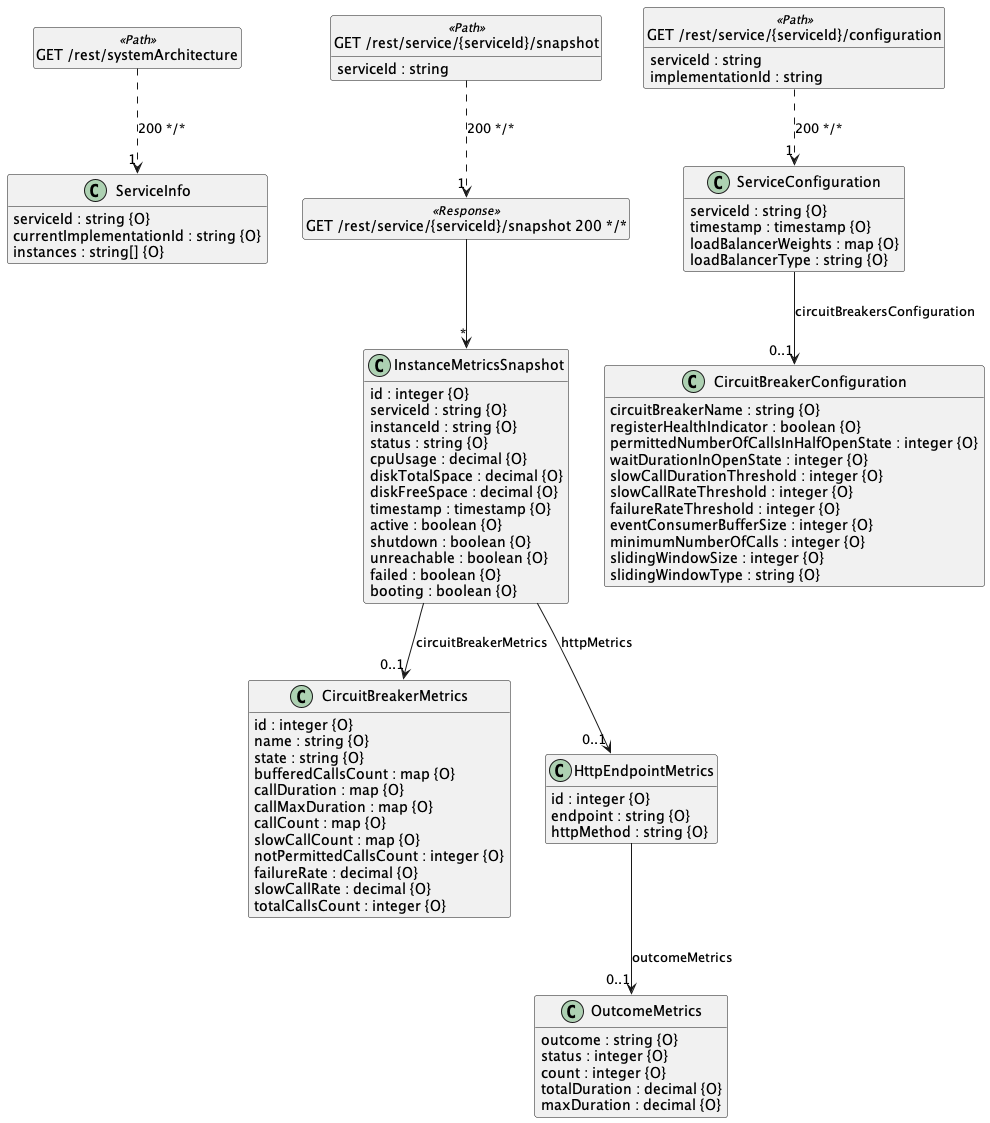 «Path»
GET /rest/systemArchitecture
200 */*
1
C ServiceInfo
serviceId : string {O}
currentImplementationId : string {O}
instances : string[] {O}
«Path»
GET /rest/service/{serviceId}/snapshot
serviceId : string
200 */*
1
«Response»
GET /rest/service/{serviceId}/snapshot 200 */*
*
C InstanceMetricsSnapshot
id : integer {O}
serviceId : string {O}
instanceId : string {O}
status : string {O}
cpuUsage : decimal {O}
diskTotalSpace : decimal {O}
diskFreeSpace : decimal {O}
timestamp : timestamp {O}
active : boolean {O}
shutdown : boolean {O}
unreachable : boolean {O}
failed : boolean {O}
booting : boolean {O}
circuitBreakerMetrics
0..1
C CircuitBreakerMetrics
id : integer {O}
name : string {O}
state : string {O}
bufferedCallsCount : map {O}
callDuration : map {O}
callMaxDuration : map {O}
callCount : map {O}
slowCallCount : map {O}
notPermittedCallsCount : integer {O}
failureRate : decimal {O}
slowCallRate : decimal {O}
totalCallsCount : integer {O}
httpMetrics
0..1
C HttpEndpointMetrics
id : integer {O}
endpoint : string {O}
httpMethod : string {O}
outcomeMetrics
0..1
C OutcomeMetrics
outcome : string {O}
status : integer {O}
count : integer {O}
totalDuration : decimal {O}
maxDuration : decimal {O}
«Path»
GET /rest/service/{serviceId}/configuration
serviceId : string
implementationId : string
200 */*
1
C ServiceConfiguration
serviceId : string {O}
timestamp : timestamp {O}
loadBalancerWeights : map {O}
loadBalancerType : string {O}
circuitBreakersConfiguration
0..1
C CircuitBreakerConfiguration
circuitBreakerName : string {O}
registerHealthIndicator : boolean {O}
permittedNumberOfCallsInHalfOpenState : integer {O}
waitDurationInOpenState : integer {O}
slowCallDurationThreshold : integer {O}
slowCallRateThreshold : integer {O}
failureRateThreshold : integer {O}
eventConsumerBufferSize : integer {O}
minimumNumberOfCalls : integer {O}
slidingWindowSize : integer {O}
slidingWindowType : string {O}